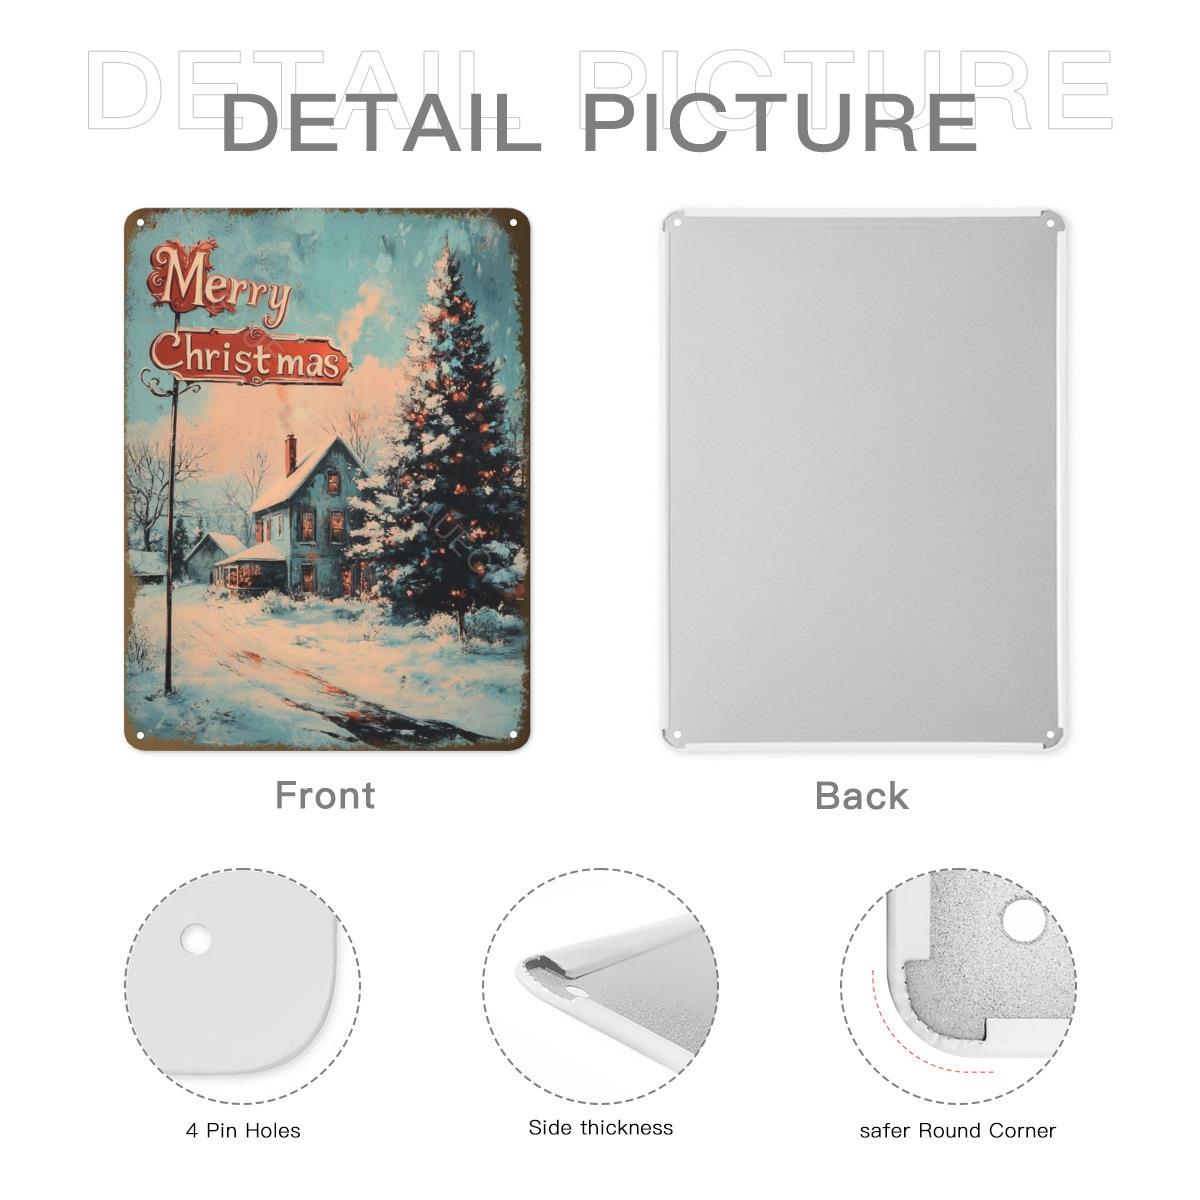 DETAIL PICTURE
DETAIL PICTURE
Merry
Christmas
Front
Back
4 Pin Holes
Side thickness
safer Round Corner